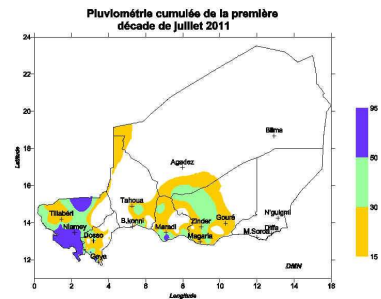 Pluviométrie cumulée de la première
décade de juillet 2011
24
22
20
18
16
14
12
Latitude
Bilma
Agadez
Tahoua
Tillabéri
Niamey
Dosso
Gaya
B.konni
Maradi
Zinder
Magaria
Gouré
N'guigmi
Diffa
M.Soroa
DMN
0 2 4 6 8 10 12 14 16 18
Longitude
95
50
30
15